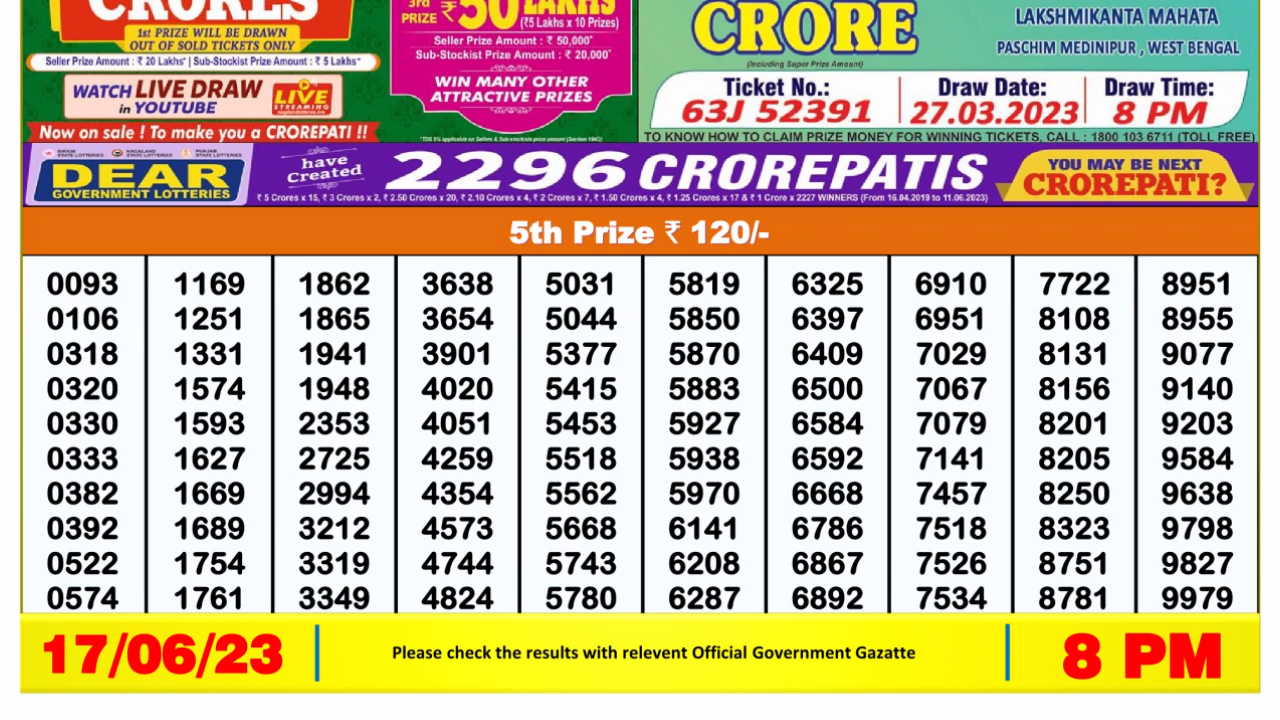 CRORES
1st PRIZE WILL BE DRAWN
OUT OF SOLD TICKETS ONLY
Seller Prize Amount : ₹ 20 Lakhs* | Sub-Stockist Prize Amount : ₹ 5 Lakhs*
WATCH LIVE DRAW
in YOUTUBE
LIVE
STREAMING
Now on sale ! To make you a CROREPATI !!
3rd PRIZE ₹50 LAKHS
(₹5 Lakhs x 10 Prizes)
Seller Prize Amount : ₹ 50,000*
Sub-Stockist Prize Amount : ₹ 20,000*
WIN MANY OTHER
ATTRACTIVE PRIZES
CRORE
(Including Super Prize Amount)
LAKSHMIKANTA MAHATA
PASCHIM MEDINIPUR , WEST BENGAL
Ticket No.: Draw Date: Draw Time:
63J 52391 27.03.2023 8 PM
TO KNOW HOW TO CLAIM PRIZE MONEY FOR WINNING TICKETS, CALL : 1800 103 6711 (TOLL FREE)
SIKKIM STATE LOTTERIES NAGALAND STATE LOTTERIES PUNJAB STATE LOTTERIES
DEAR
GOVERNMENT LOTTERIES
have
Created
2296 CROREPATIS
₹ 5 Crores x 15, ₹ 3 Crores x 2, ₹ 2.50 Crores x 20, ₹ 2.10 Crores x 4, ₹ 2 Crores x 7, ₹ 1.50 Crores x 4, ₹ 1.25 Crores x 17 & ₹ 1 Crore x 2227 WINNERS (From 16.04.2019 to 11.06.2023)
YOU MAY BE NEXT
CROREPATI?
5th Prize ₹ 120/-
0093 1169 1862 3638 5031 5819 6325 6910 7722 8951
0106 1251 1865 3654 5044 5850 6397 6951 8108 8955
0318 1331 1941 3901 5377 5870 6409 7029 8131 9077
0320 1574 1948 4020 5415 5883 6500 7067 8156 9140
0330 1593 2353 4051 5453 5927 6584 7079 8201 9203
0333 1627 2725 4259 5518 5938 6592 7141 8205 9584
0382 1669 2994 4354 5562 5970 6668 7457 8250 9638
0392 1689 3212 4573 5668 6141 6786 7518 8323 9798
0522 1754 3319 4744 5743 6208 6867 7526 8751 9827
0574 1761 3349 4824 5780 6287 6892 7534 8781 9979
17/06/23 Please check the results with relevent Official Government Gazatte 8 PM